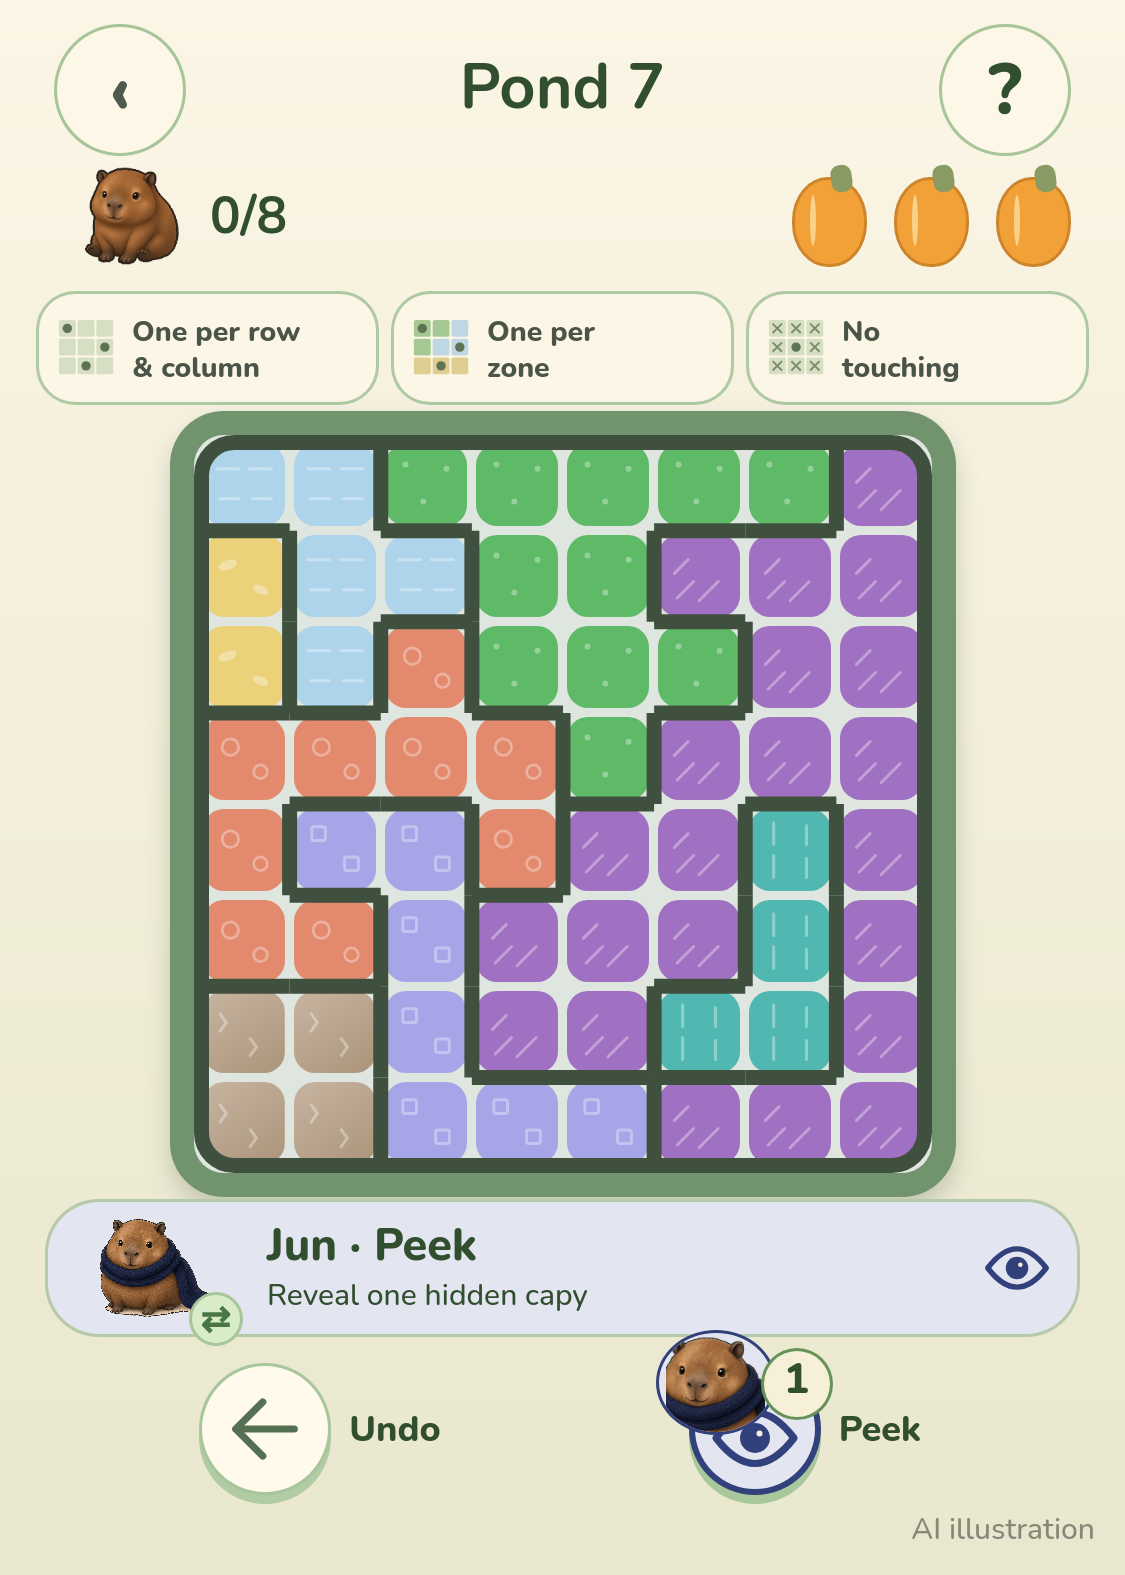 ‹
Pond 7
?
0/8
One per row
& column
One per
zone
No
touching
Jun · Peek
Reveal one hidden capy
Undo
1
Peek
AI illustration